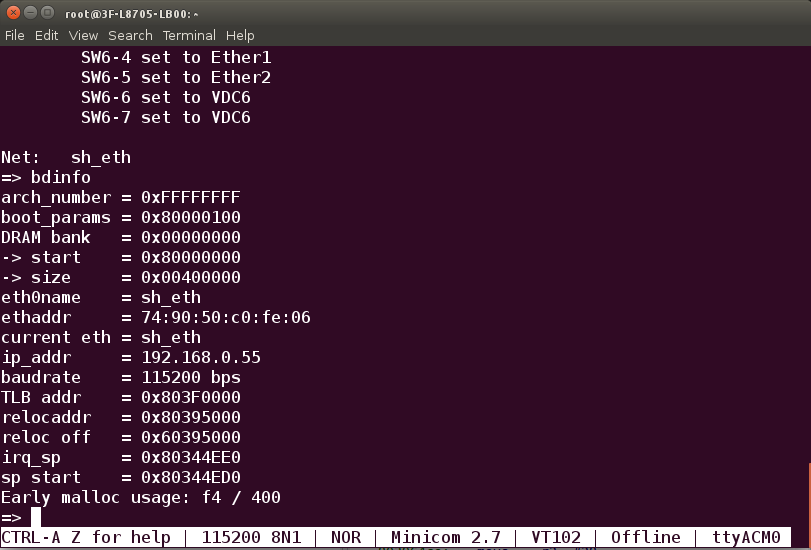 root@3F-L8705-LB00: ~
File Edit View Search Terminal Help
SW6-4 set to Ether1
SW6-5 set to Ether2
SW6-6 set to VDC6
SW6-7 set to VDC6
Net:   sh_eth
=> bdinfo
arch_number = 0xFFFFFFFF
boot_params = 0x80000100
DRAM bank   = 0x00000000
-> start    = 0x80000000
-> size     = 0x00400000
eth0name    = sh_eth
ethaddr     = 74:90:50:c0:fe:06
current eth = sh_eth
ip_addr     = 192.168.0.55
baudrate    = 115200 bps
TLB addr    = 0x803F0000
relocaddr   = 0x80395000
reloc off   = 0x60395000
irq_sp      = 0x80344EE0
sp start    = 0x80344ED0
Early malloc usage: f4 / 400
=>
CTRL-A Z for help | 115200 8N1 | NOR | Minicom 2.7 | VT102 | Offline | ttyACM0